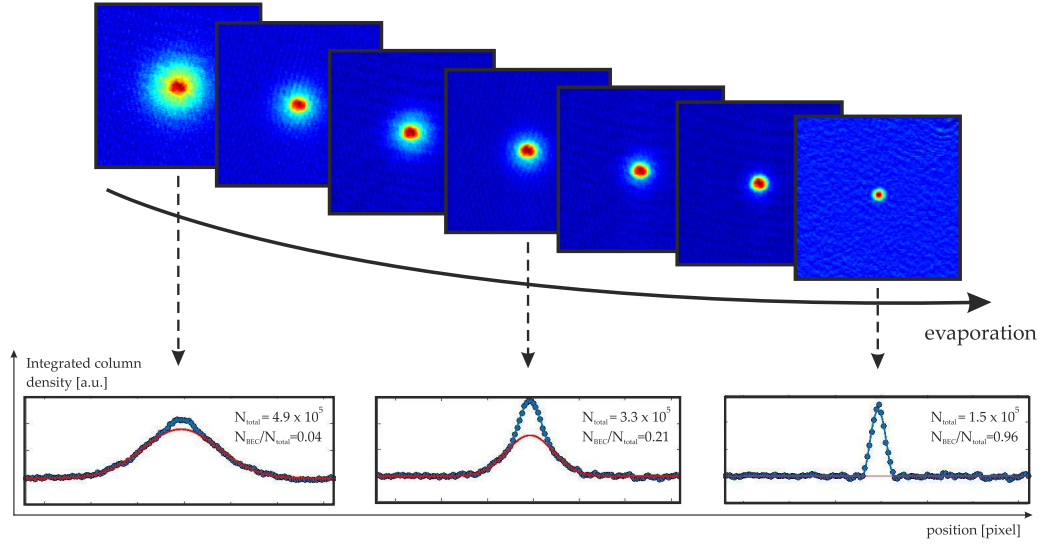 evaporation
Integrated column
density [a.u.]
N_total = 4.9 x 10^5
N_BEC/N_total=0.04
N_total = 3.3 x 10^5
N_BEC/N_total=0.21
N_total = 1.5 x 10^5
N_BEC/N_total=0.96
position [pixel]